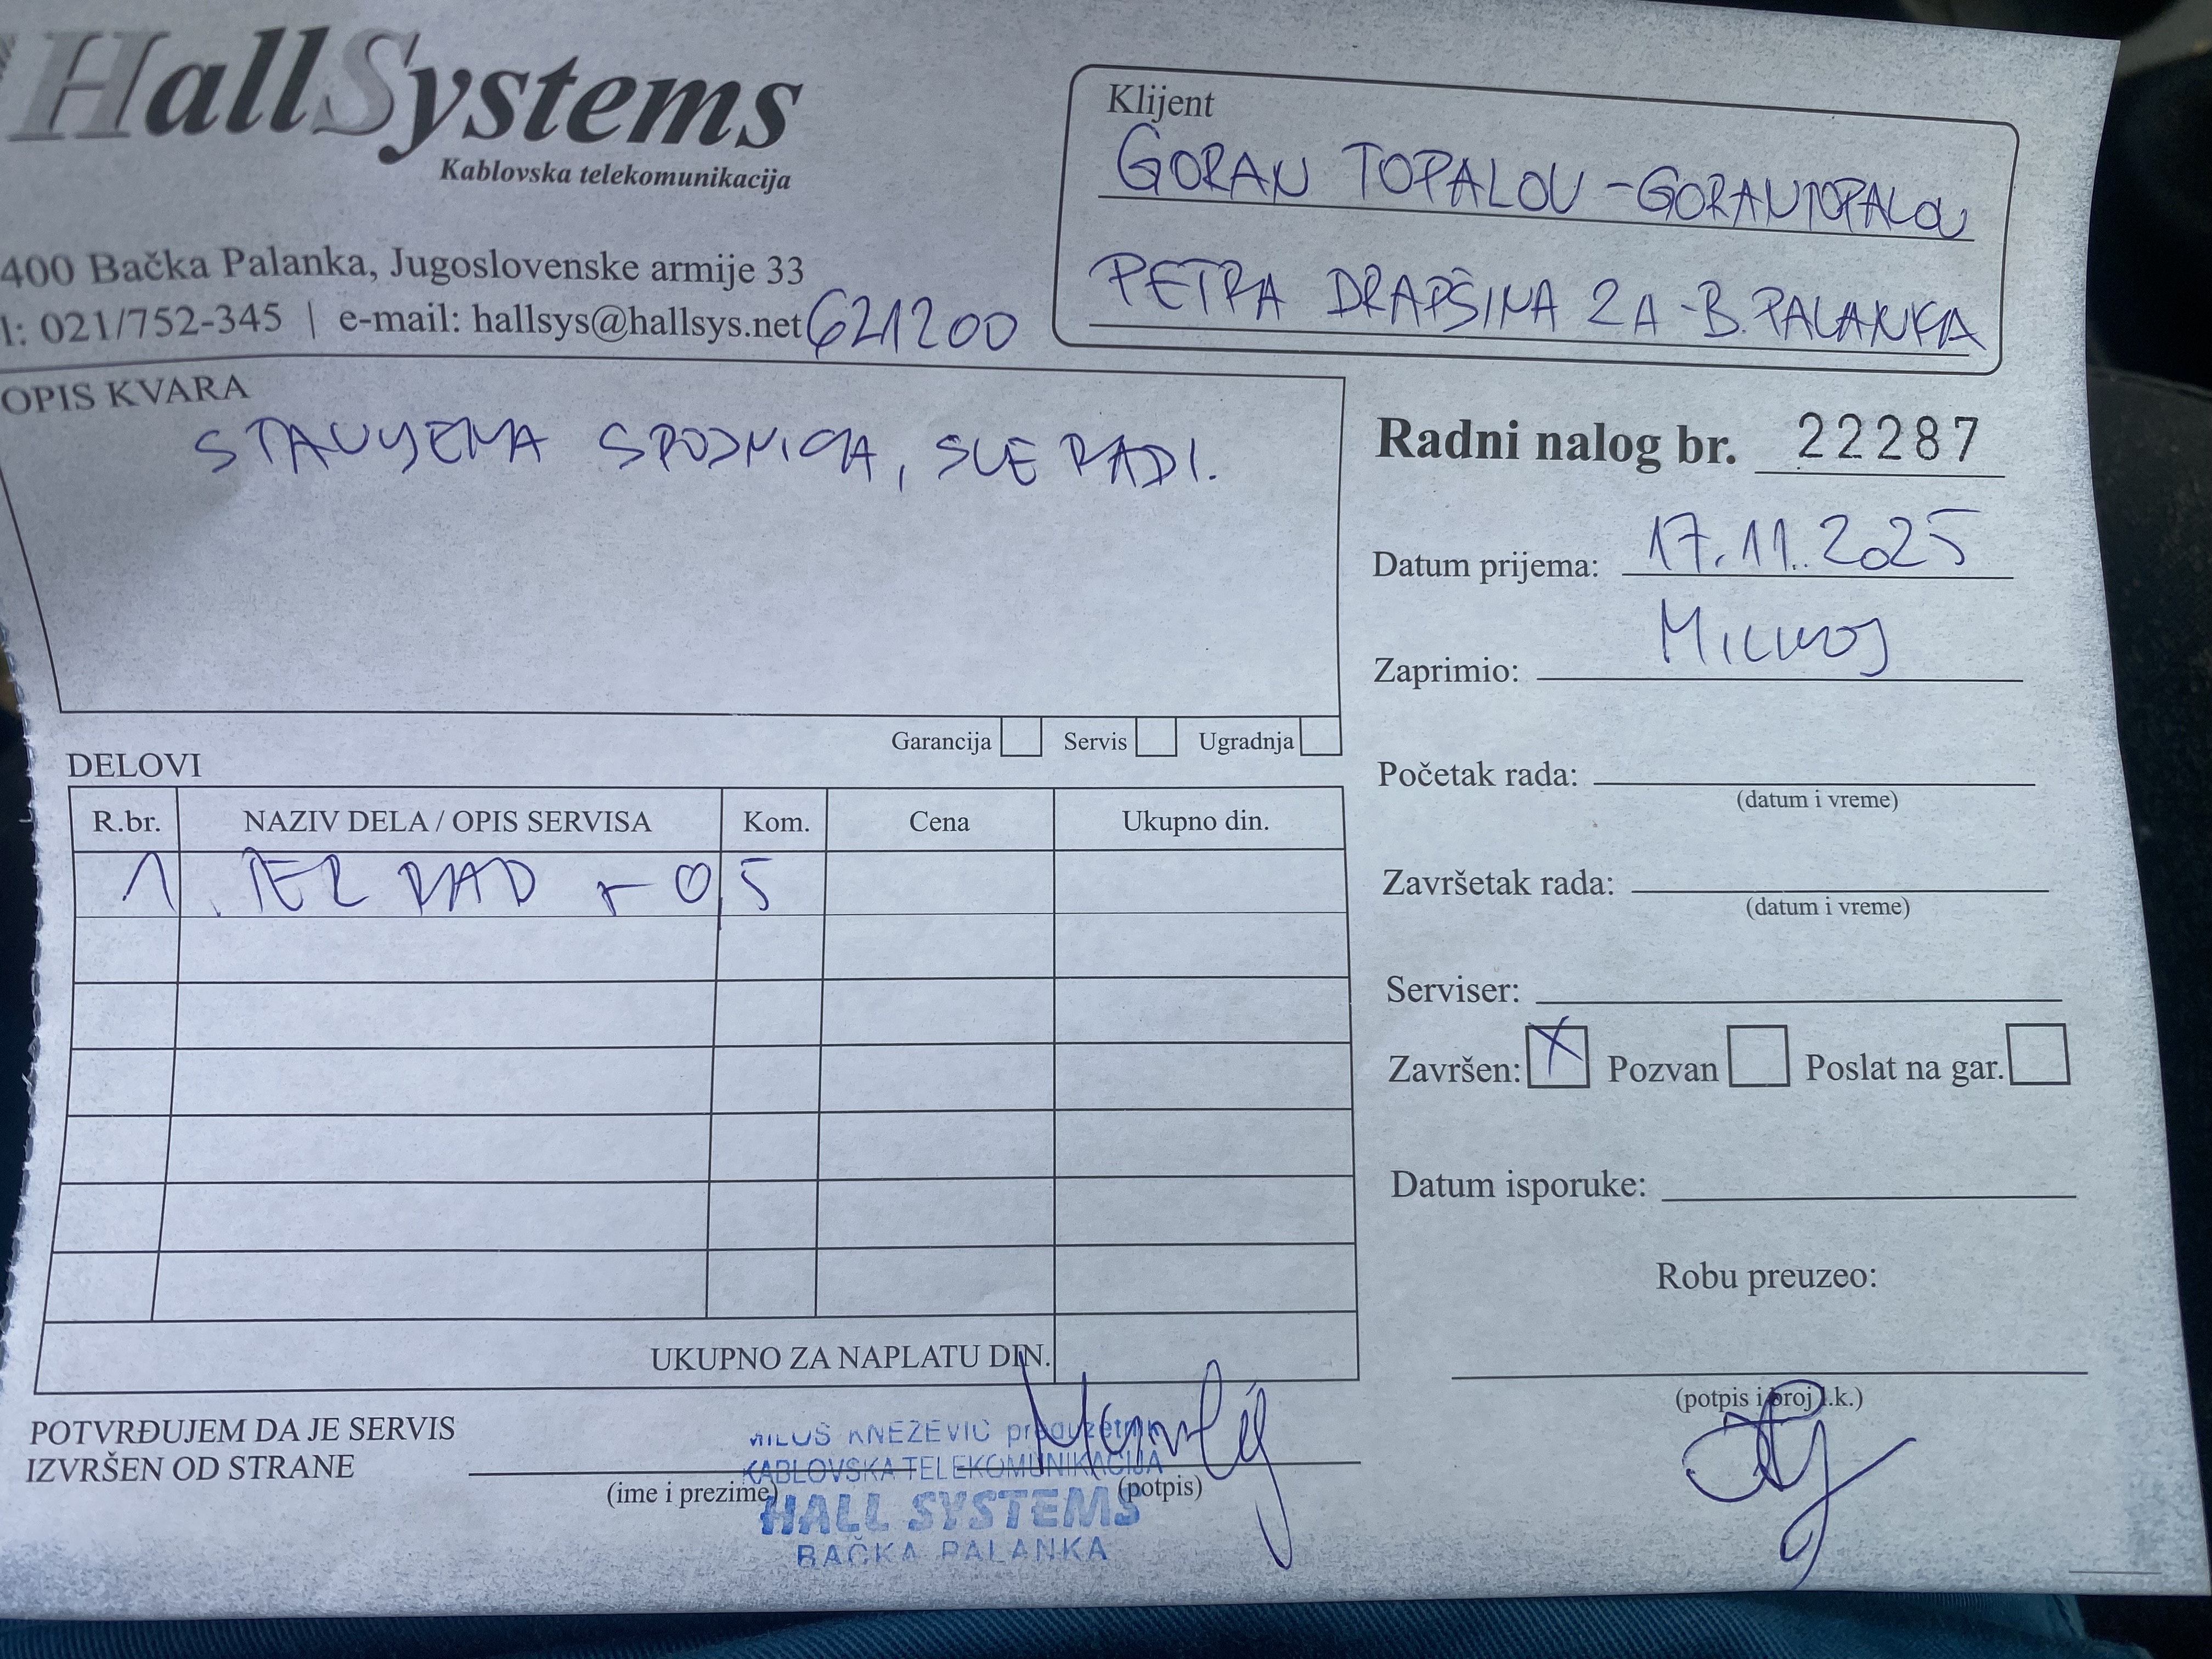 HallSystems
Kablovska telekomunikacija
400 Bačka Palanka, Jugoslovenske armije 33
l: 021/752-345 | e-mail: hallsys@hallsys.net 621200
Klijent
GORAN TOPALOV - GORANTOPALOV
PETRA DRAPŠINA 2A - B. PALANKA
OPIS KVARA
STAVLJENA SPOJNICA, SVE RADI.
Garancija Servis Ugradnja
Radni nalog br. 22287
Datum prijema: 17.11.2025
Zaprimio:
Početak rada:
(datum i vreme)
Završetak rada:
(datum i vreme)
Serviser:
Završen: X Pozvan Poslat na gar.
Datum isporuke:
Robu preuzeo:
(potpis i broj l.k.)
DELOVI
R.br. NAZIV DELA / OPIS SERVISA Kom. Cena Ukupno din.
1. RAD 0,5
UKUPNO ZA NAPLATU DIN.
POTVRĐUJEM DA JE SERVIS
IZVRŠEN OD STRANE
(ime i prezime) (potpis)
MILOŠ KNEŽEVIĆ preduzetnik
KABLOVSKA TELEKOMUNIKACIJA
HALL SYSTEMS
BAČKA PALANKA